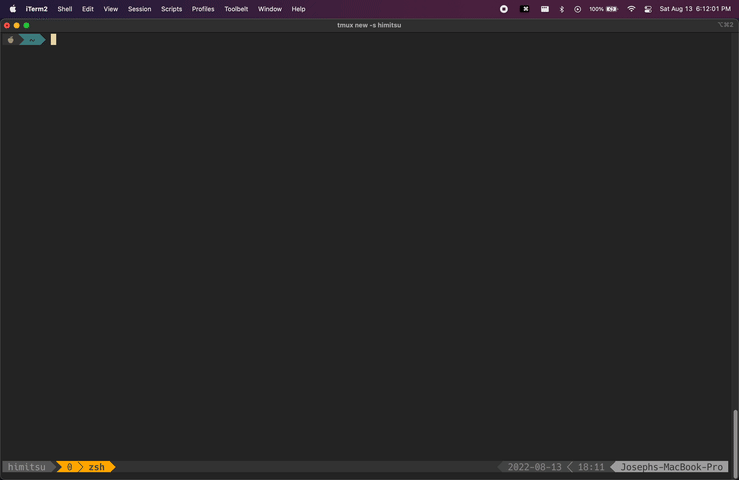 iTerm2 Shell Edit View Session Scripts Profiles Toolbelt Window Help 100% Sat Aug 13 6:12:01 PM
tmux new -s himitsu ⌥⌘2
~
himitsu 0 zsh 2022-08-13 18:11 Josephs-MacBook-Pro